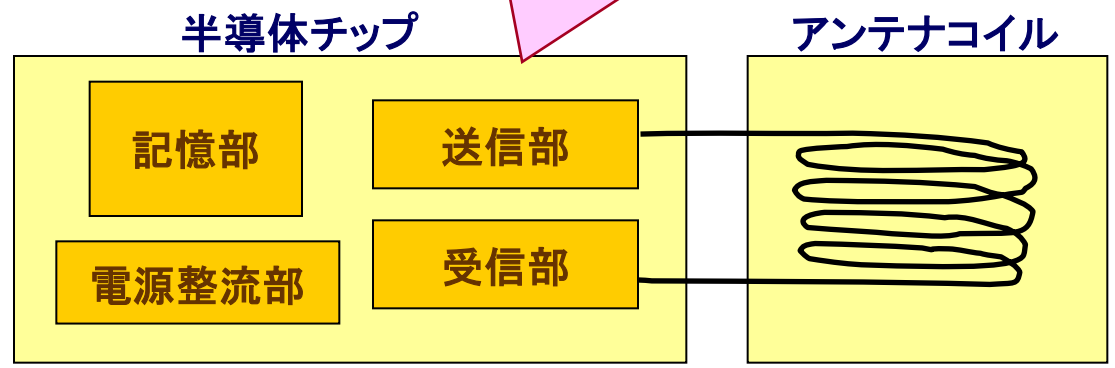 半導体チップ
アンテナコイル
記憶部
送信部
電源整流部
受信部